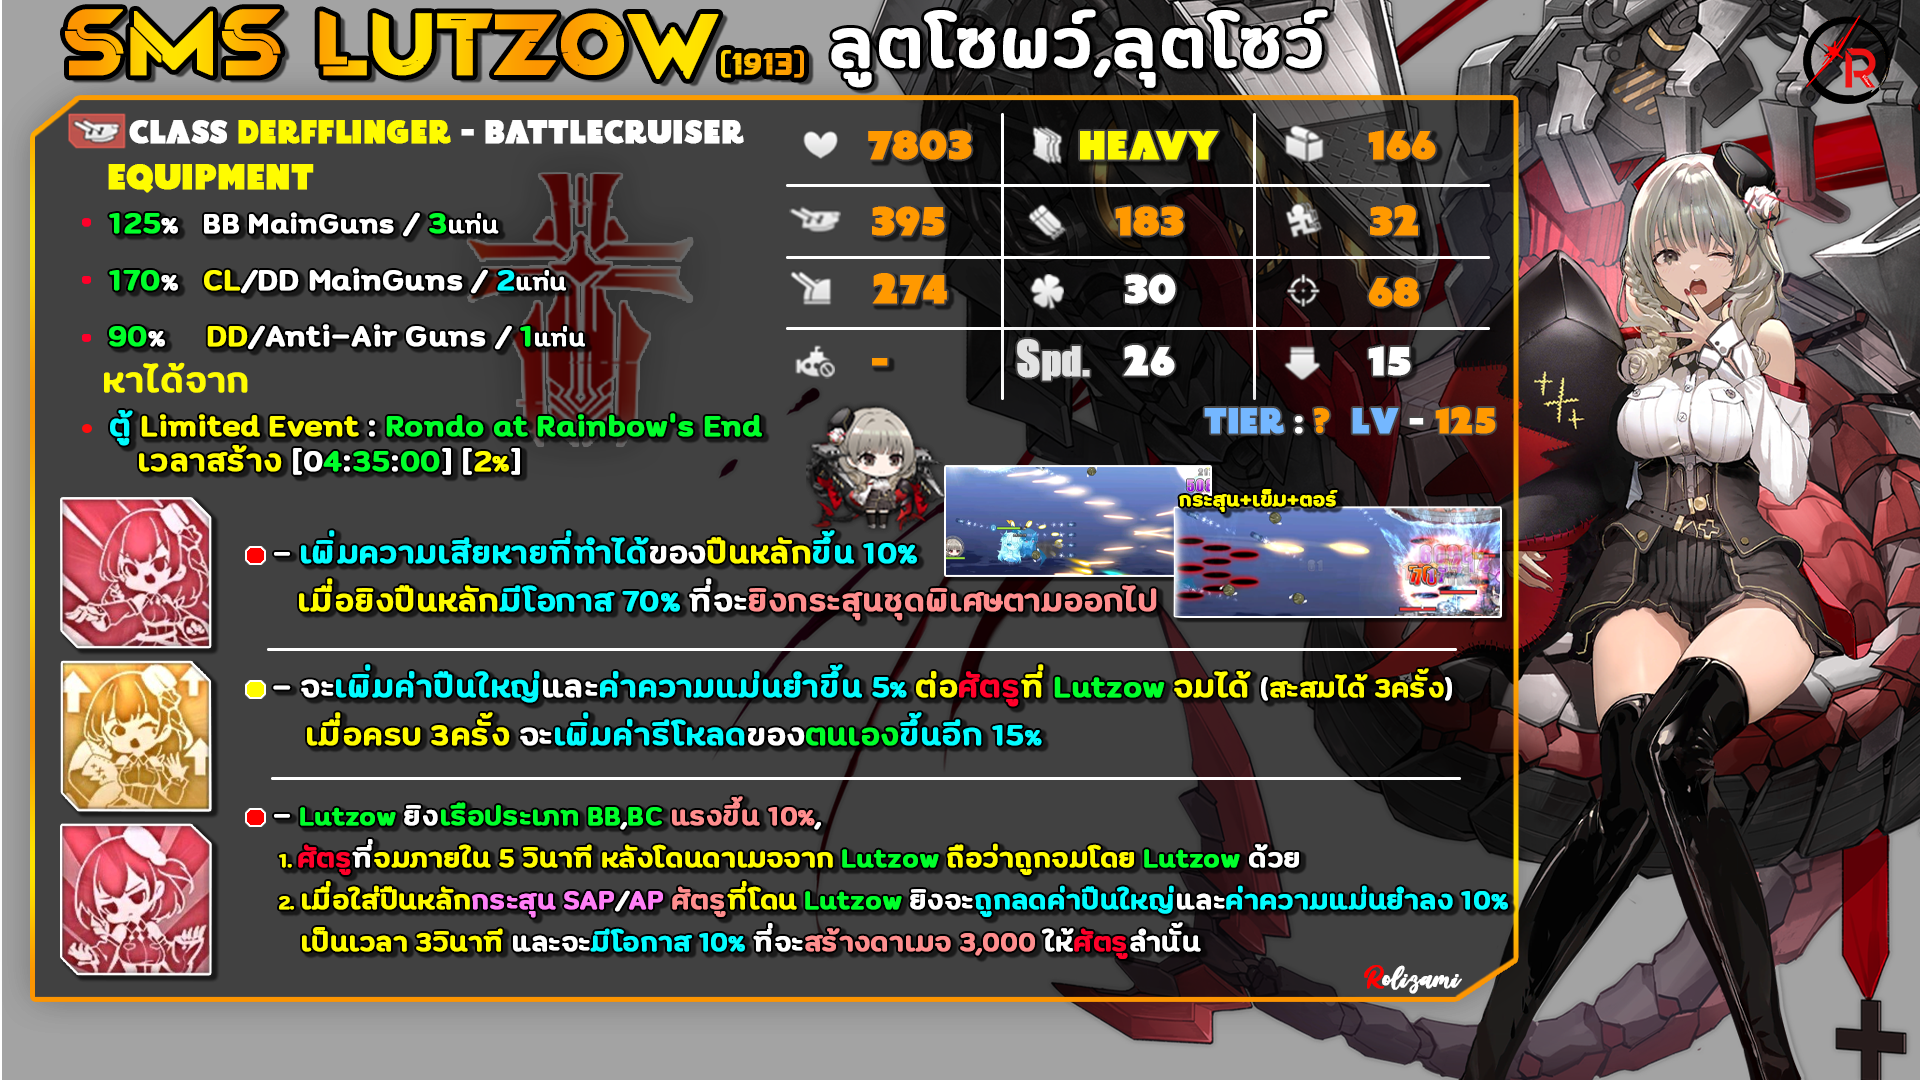 SMS LUTZOW (1913) ลูตโซพว์,ลุตโซว์
R
CLASS DERFFLINGER - BATTLECRUISER
EQUIPMENT
125% BB MainGuns / 3แท่น
170% CL/DD MainGuns / 2แท่น
90% DD/Anti-Air Guns / 1แท่น
หาได้จาก
ตู้ Limited Event : Rondo at Rainbow's End
เวลาสร้าง [04:35:00] [2%]
7803 HEAVY 166
395 183 32
274 30 68
- Spd. 26 15
TIER : ? LV - 125
กระสุน+เข็ม+ตอร์
- เพิ่มความเสียหายที่ทำได้ของปืนหลักขึ้น 10%
เมื่อยิงปืนหลักมีโอกาส 70% ที่จะยิงกระสุนชุดพิเศษตามออกไป
- จะเพิ่มค่าปืนใหญ่และค่าความแม่นยำขึ้น 5% ต่อศัตรูที่ Lutzow จมได้ (สะสมได้ 3ครั้ง)
เมื่อครบ 3ครั้ง จะเพิ่มค่ารีโหลดของตนเองขึ้นอีก 15%
- Lutzow ยิงเรือประเภท BB,BC แรงขึ้น 10%,
1. ศัตรูที่จมภายใน 5 วินาที หลังโดนดาเมจจาก Lutzow ถือว่าถูกจมโดย Lutzow ด้วย
2. เมื่อใส่ปืนหลักกระสุน SAP/AP ศัตรูที่โดน Lutzow ยิงจะถูกลดค่าปืนใหญ่และค่าความแม่นยำลง 10%
เป็นเวลา 3วินาที และจะมีโอกาส 10% ที่จะสร้างดาเมจ 3,000 ให้ศัตรูลำนั้น
Rolizami